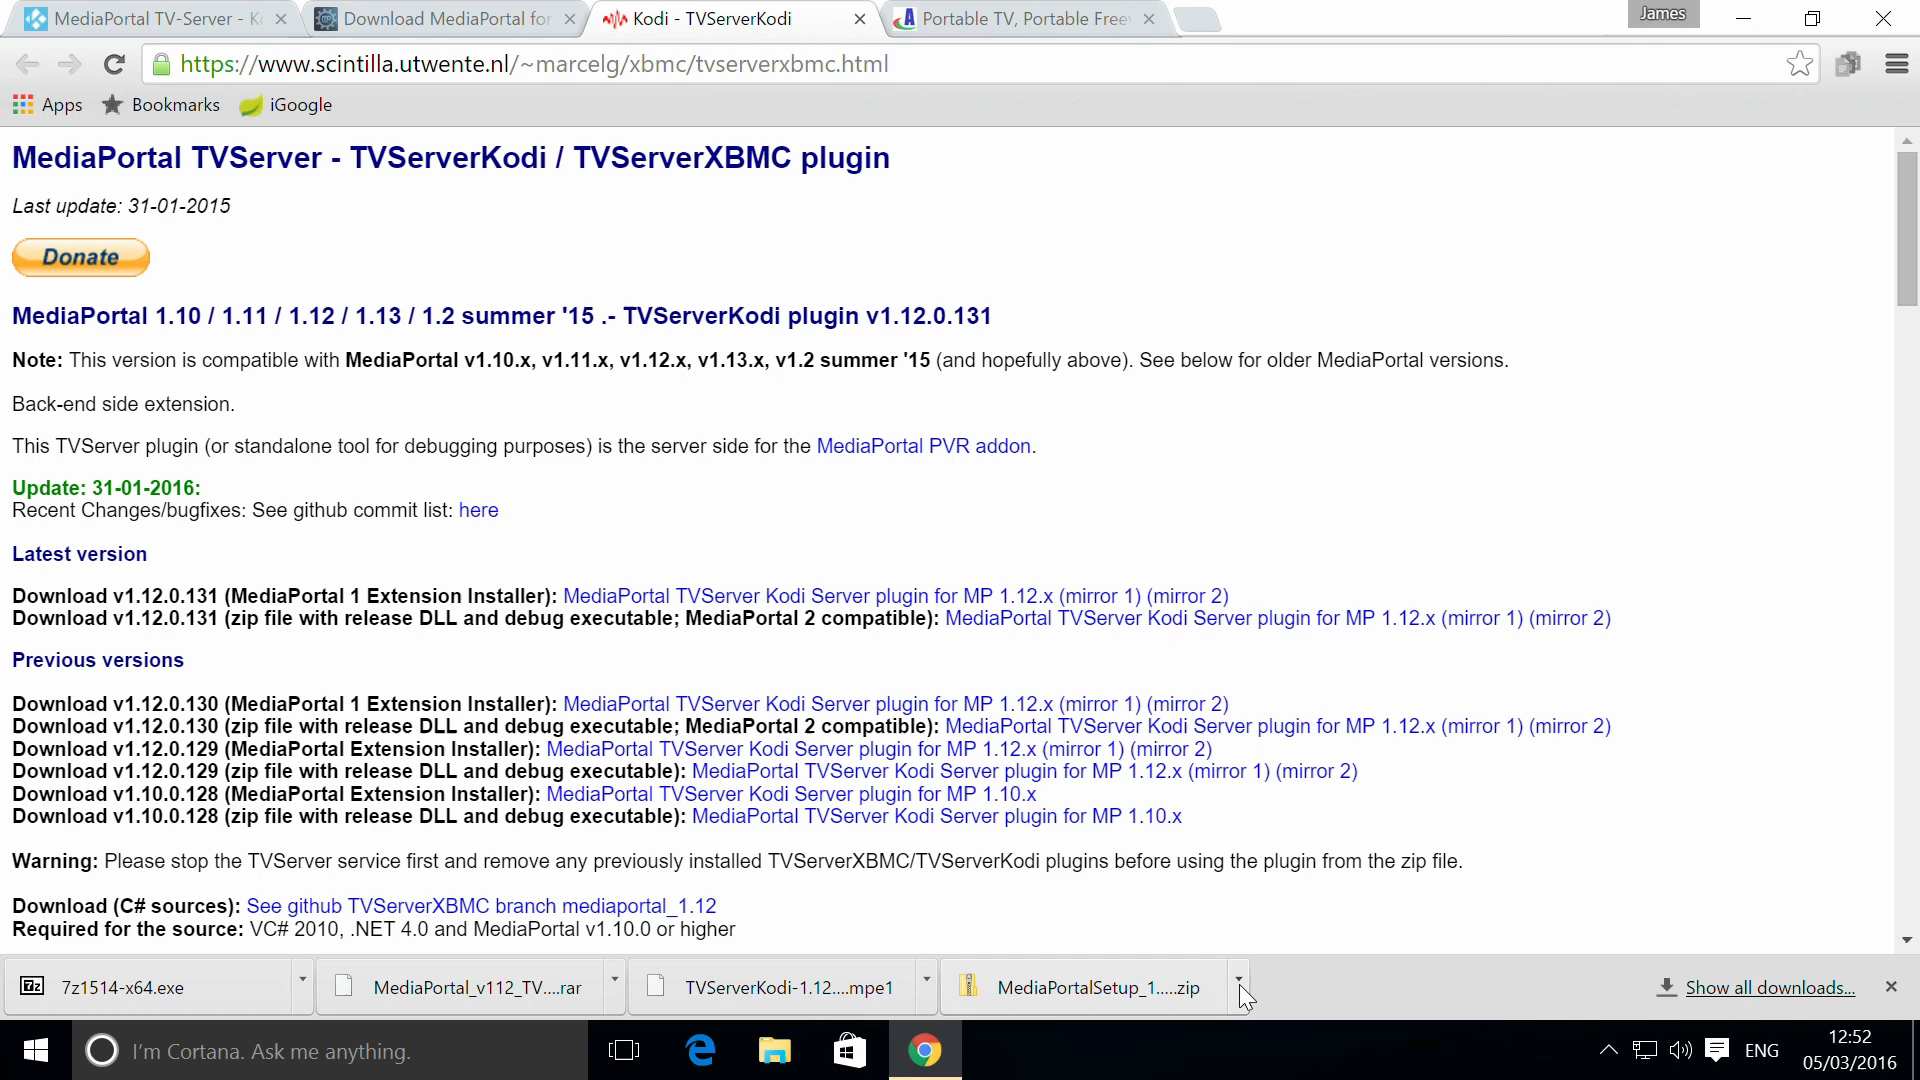 MediaPortal TV-Server - Ko
Download MediaPortal for
Kodi - TVServerKodi
Portable TV, Portable Free
James
https://www.scintilla.utwente.nl/~marcelg/xbmc/tvserverxbmc.html
Apps
Bookmarks
iGoogle
MediaPortal TVServer - TVServerKodi / TVServerXBMC plugin
Last update: 31-01-2015
Donate
MediaPortal 1.10 / 1.11 / 1.12 / 1.13 / 1.2 summer '15 .- TVServerKodi plugin v1.12.0.131
Note: This version is compatible with MediaPortal v1.10.x, v1.11.x, v1.12.x, v1.13.x, v1.2 summer '15 (and hopefully above). See below for older MediaPortal versions.
Back-end side extension.
This TVServer plugin (or standalone tool for debugging purposes) is the server side for the MediaPortal PVR addon.
Update: 31-01-2016:
Recent Changes/bugfixes: See github commit list: here
Latest version
Download v1.12.0.131 (MediaPortal 1 Extension Installer): MediaPortal TVServer Kodi Server plugin for MP 1.12.x (mirror 1) (mirror 2)
Download v1.12.0.131 (zip file with release DLL and debug executable; MediaPortal 2 compatible): MediaPortal TVServer Kodi Server plugin for MP 1.12.x (mirror 1) (mirror 2)
Previous versions
Download v1.12.0.130 (MediaPortal 1 Extension Installer): MediaPortal TVServer Kodi Server plugin for MP 1.12.x (mirror 1) (mirror 2)
Download v1.12.0.130 (zip file with release DLL and debug executable; MediaPortal 2 compatible): MediaPortal TVServer Kodi Server plugin for MP 1.12.x (mirror 1) (mirror 2)
Download v1.12.0.129 (MediaPortal Extension Installer): MediaPortal TVServer Kodi Server plugin for MP 1.12.x (mirror 1) (mirror 2)
Download v1.12.0.129 (zip file with release DLL and debug executable): MediaPortal TVServer Kodi Server plugin for MP 1.12.x (mirror 1) (mirror 2)
Download v1.10.0.128 (MediaPortal Extension Installer): MediaPortal TVServer Kodi Server plugin for MP 1.10.x
Download v1.10.0.128 (zip file with release DLL and debug executable): MediaPortal TVServer Kodi Server plugin for MP 1.10.x
Warning: Please stop the TVServer service first and remove any previously installed TVServerXBMC/TVServerKodi plugins before using the plugin from the zip file.
Download (C# sources): See github TVServerXBMC branch mediaportal_1.12
Required for the source: VC# 2010, .NET 4.0 and MediaPortal v1.10.0 or higher
7z1514-x64.exe
MediaPortal_v112_TV....rar
TVServerKodi-1.12....mpe1
MediaPortalSetup_1.....zip
Show all downloads...
I'm Cortana. Ask me anything.
ENG
12:52
05/03/2016